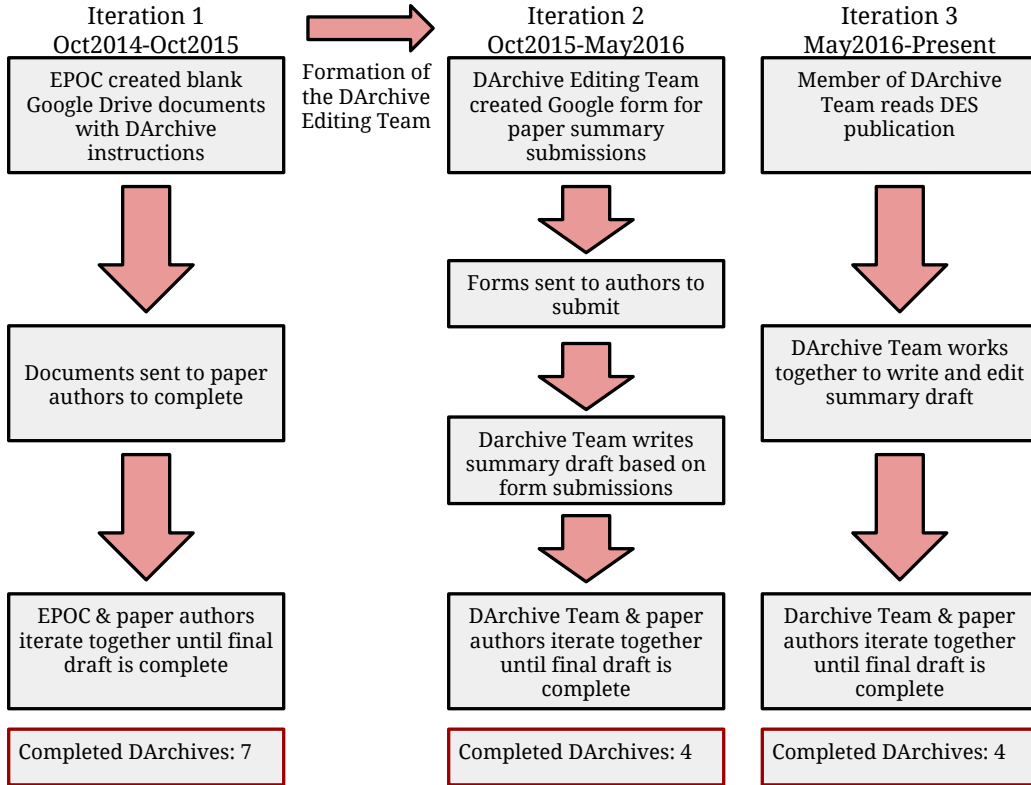 Iteration 1
Oct2014-Oct2015
EPOC created blank
Google Drive documents
with DArchive
instructions
Documents sent to paper
authors to complete
EPOC & paper authors
iterate together until final
draft is complete
Completed DArchives: 7
Formation of
the DArchive
Editing Team
Iteration 2
Oct2015-May2016
DArchive Editing Team
created Google form for
paper summary
submissions
Forms sent to authors to
submit
Darchive Team writes
summary draft based on
form submissions
DArchive Team & paper
authors iterate together
until final draft is
complete
Completed DArchives: 4
Iteration 3
May2016-Present
Member of DArchive
Team reads DES
publication
DArchive Team works
together to write and edit
summary draft
Darchive Team & paper
authors iterate together
until final draft is
complete
Completed DArchives: 4